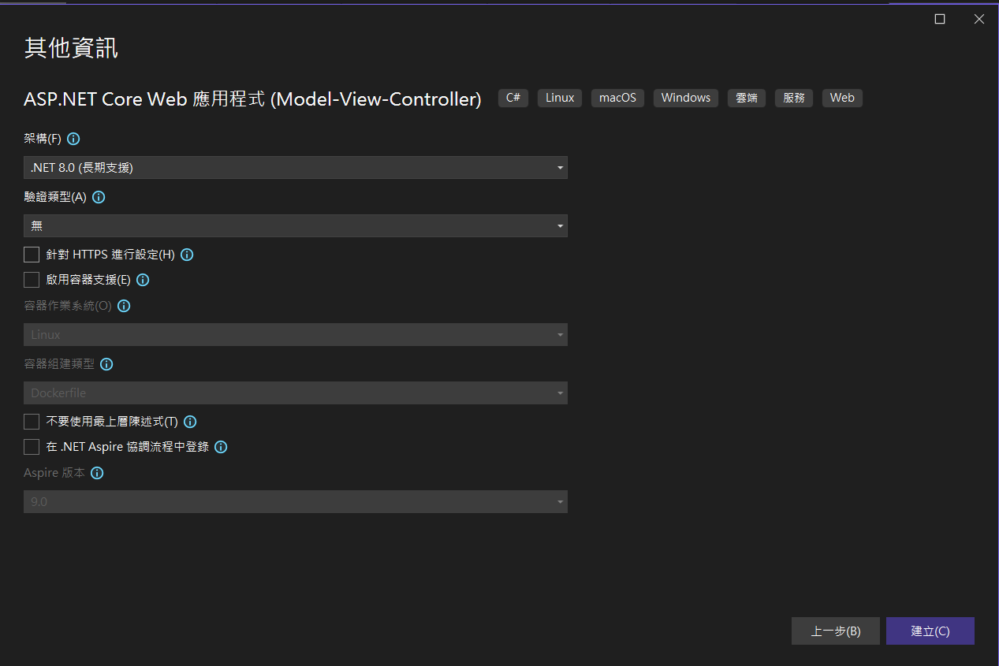 其他資訊
ASP.NET Core Web 應用程式 (Model-View-Controller) C# Linux macOS Windows 雲端 服務 Web
架構(F)
.NET 8.0 (長期支援)
驗證類型(A)
無
針對 HTTPS 進行設定(H)
啟用容器支援(E)
容器作業系統(O)
Linux
容器組建類型
Dockerfile
不要使用最上層陳述式(T)
在 .NET Aspire 協調流程中登錄
Aspire 版本
9.0
上一步(B) 建立(C)